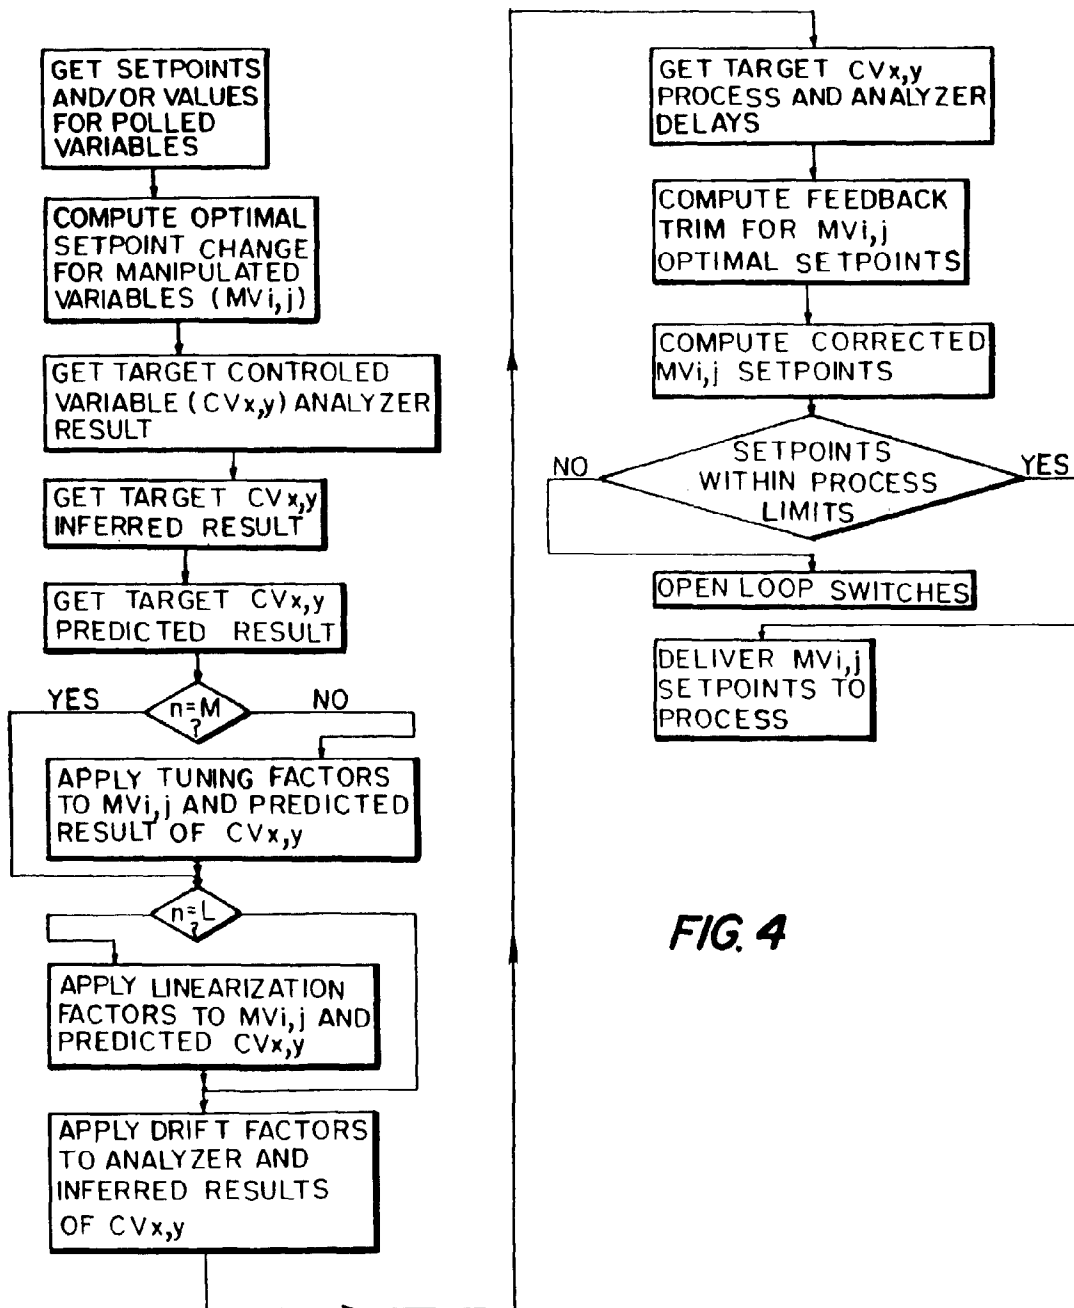 GET SETPOINTS
AND/OR VALUES
FOR POLLED
VARIABLES
COMPUTE OPTIMAL
SETPOINT CHANGE
FOR MANIPULATED
VARIABLES (MVi,j)
GET TARGET CONTROLED
VARIABLE (CVx,y) ANALYZER
RESULT
GET TARGET CVx,y
INFERRED RESULT
GET TARGET CVx,y
PREDICTED RESULT
YES
n=M
?
NO
APPLY TUNING FACTORS
TO MVi,j AND PREDICTED
RESULT OF CVx,y
n=L
?
APPLY LINEARIZATION
FACTORS TO MVi,j AND
PREDICTED CVx,y
APPLY DRIFT FACTORS
TO ANALYZER AND
INFERRED RESULTS
OF CVx,y
GET TARGET CVx,y
PROCESS AND ANALYZER
DELAYS
COMPUTE FEEDBACK
TRIM FOR MVi,j
OPTIMAL SETPOINTS
COMPUTE CORRECTED
MVi,j SETPOINTS
NO
SETPOINTS
WITHIN PROCESS
LIMITS
YES
OPEN LOOP SWITCHES
DELIVER MVi,j
SETPOINTS TO
PROCESS
FIG. 4